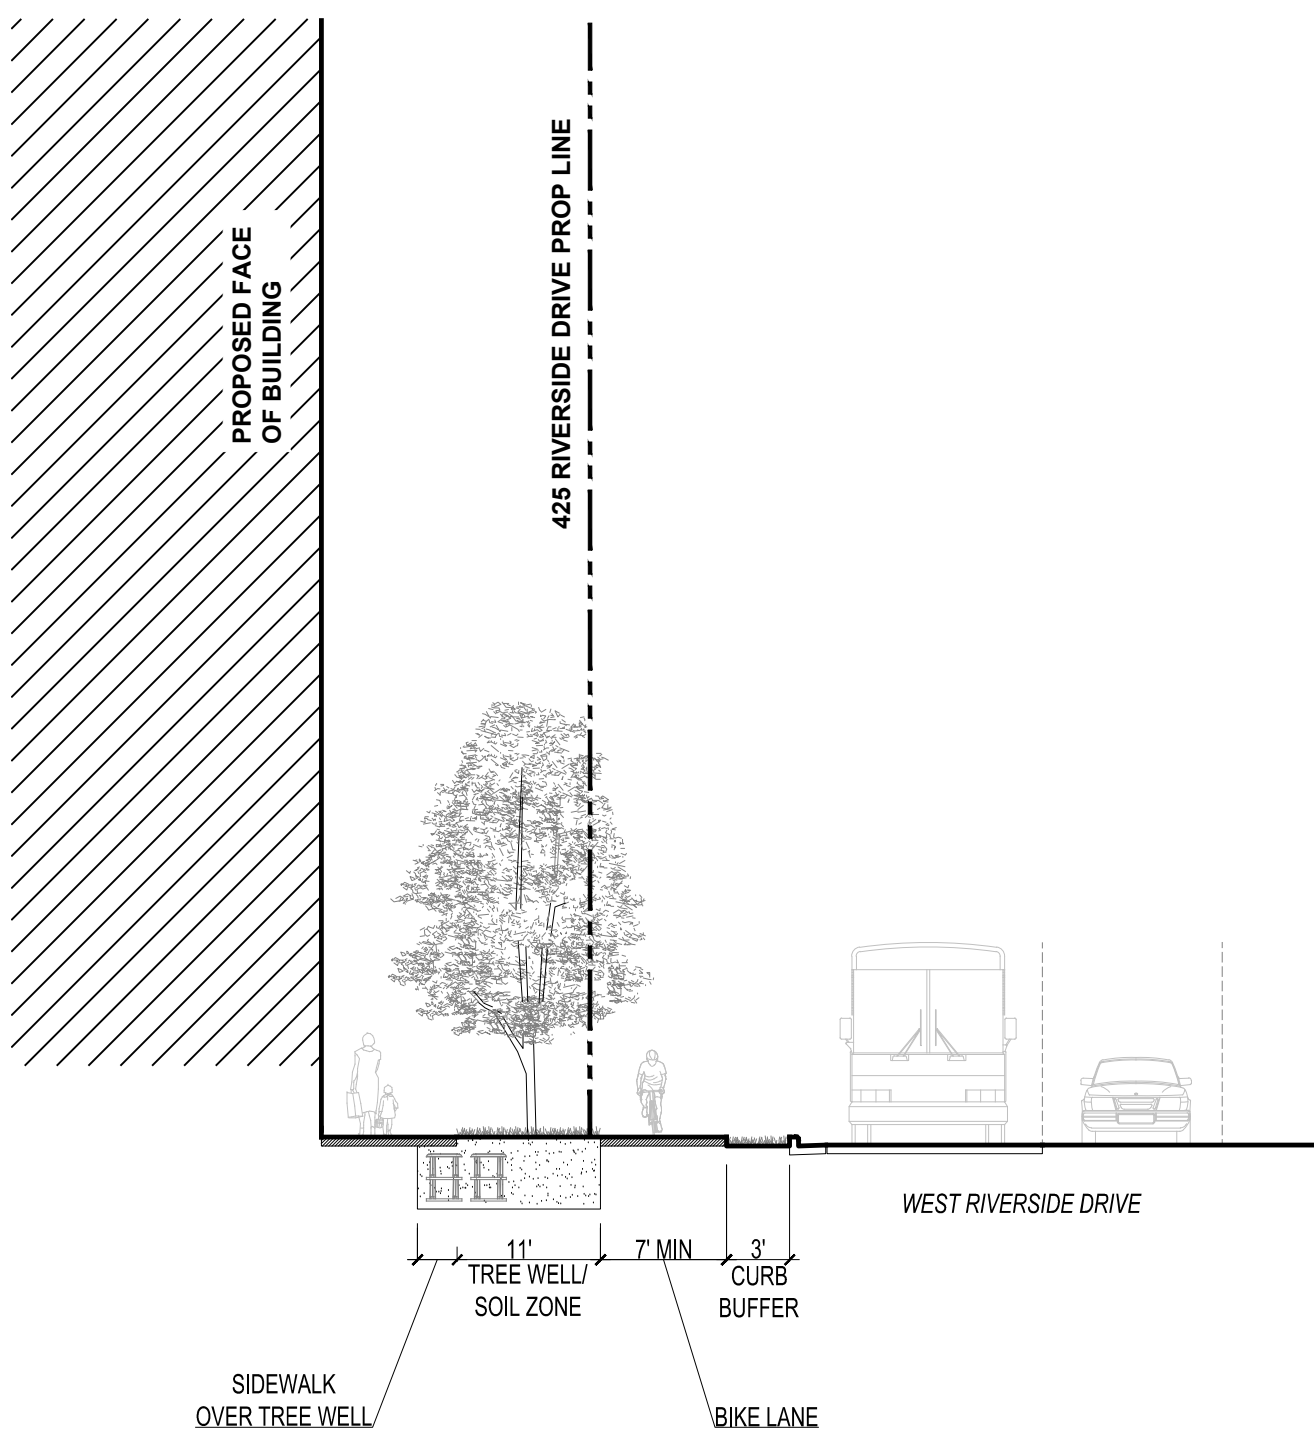 PROPOSED FACE
OF BUILDING
425 RIVERSIDE DRIVE PROP LINE
WEST RIVERSIDE DRIVE
11'
TREE WELL/
SOIL ZONE
7' MIN
3'
CURB
BUFFER
SIDEWALK
OVER TREE WELL
BIKE LANE